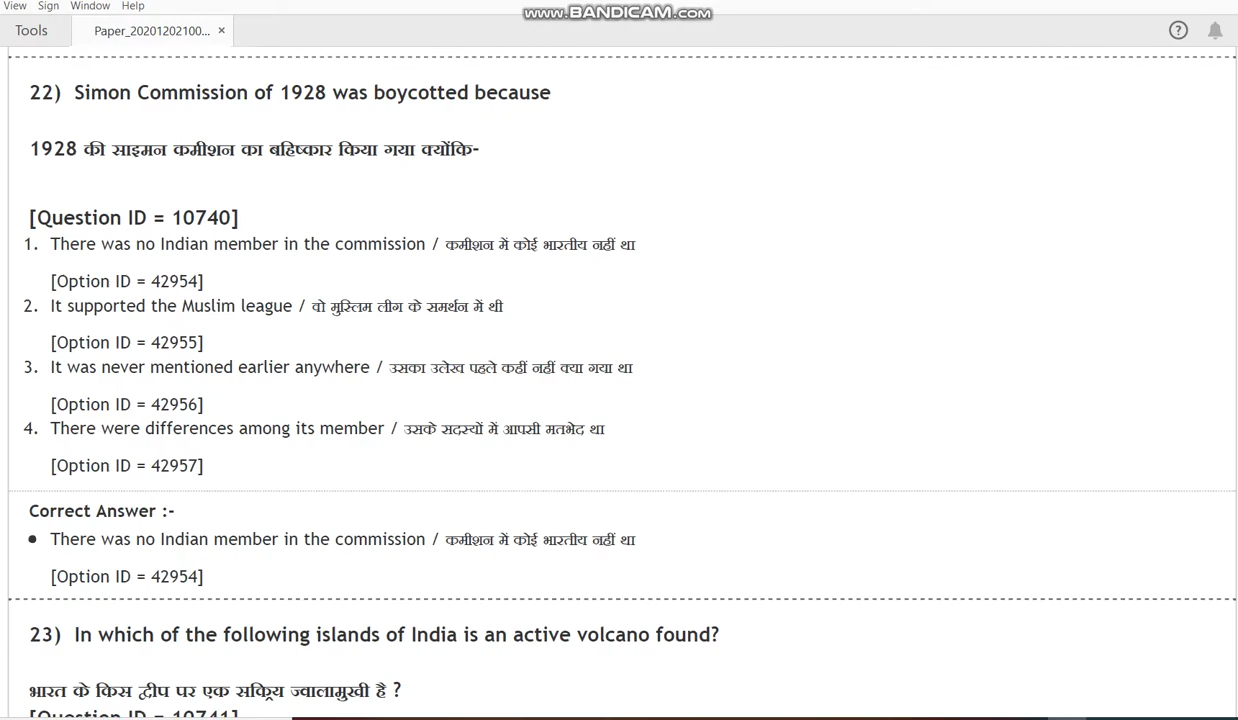 View Sign Window Help
www.BANDICAM.com
Tools Paper_20201202100... ×
22) Simon Commission of 1928 was boycotted because
1928 की साइमन कमीशन का बहिष्कार किया गया क्योंकि-
[Question ID = 10740]
1. There was no Indian member in the commission / कमीशन में कोई भारतीय नहीं था
[Option ID = 42954]
2. It supported the Muslim league / वो मुस्लिम लीग के समर्थन में थी
[Option ID = 42955]
3. It was never mentioned earlier anywhere / उसका उलेख पहले कहीं नहीं क्या गया था
[Option ID = 42956]
4. There were differences among its member / उसके सदस्यों में आपसी मतभेद था
[Option ID = 42957]
Correct Answer :-
• There was no Indian member in the commission / कमीशन में कोई भारतीय नहीं था
[Option ID = 42954]
23) In which of the following islands of India is an active volcano found?
भारत के किस द्वीप पर एक सक्रिय ज्वालामुखी है ?
[Question ID = 10741]